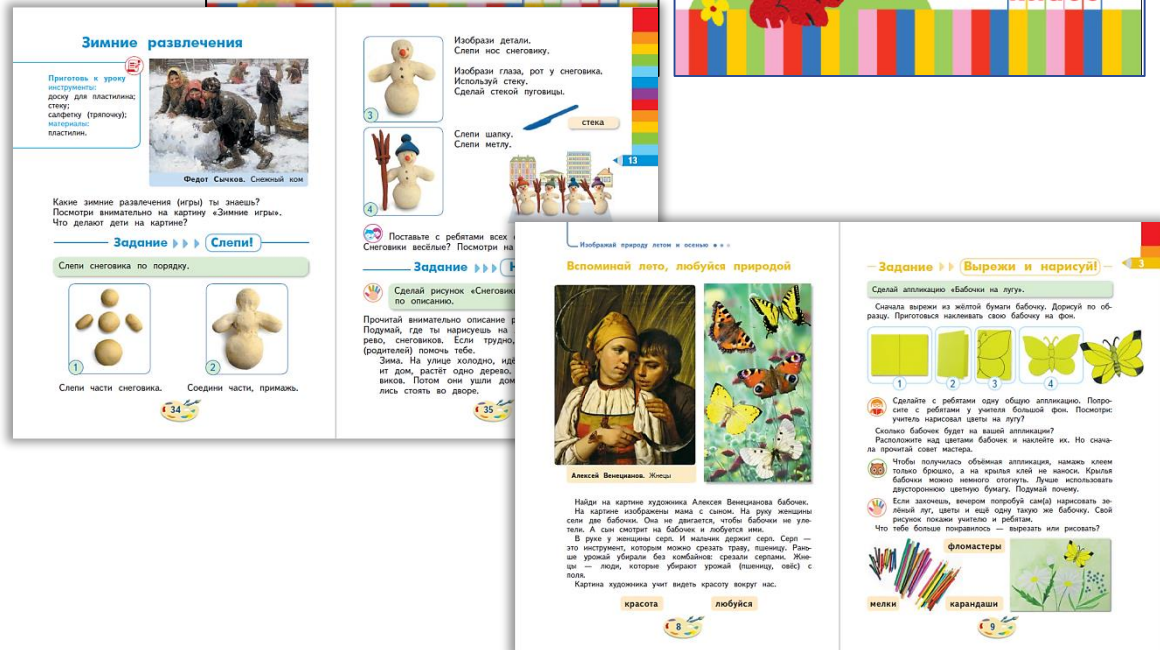 Зимние развлечения
Приготовь к уроку
инструменты:
доску для пластилина;
стеку;
салфетку (тряпочку);
материалы:
пластилин.
Федот Сычков. Снежный ком
Какие зимние развлечения (игры) ты знаешь?
Посмотри внимательно на картину «Зимние игры».
Что делают дети на картине?
Задание
Слепи!
Слепи снеговика по порядку.
1
2
Слепи части снеговика.
Соедини части, примажь.
34
Изобрази детали.
Слепи нос снеговику.
Изобрази глаза, рот у снеговика.
Используй стеку.
Сделай стекой пуговицы.
3
стека
Слепи шапку.
Слепи метлу.
13
4
Поставьте с ребятами всех
Снеговики весёлые? Посмотри на
Задание
Сделай рисунок «Снеговик
по описанию.
Прочитай внимательно описание р
Подумай, где ты нарисуешь на
рево, снеговиков. Если трудно,
(родителей) помочь тебе.
Зима. На улице холодно, идё
ит дом, растёт одно дерево.
виков. Потом они ушли дом
лись стоять во дворе.
35
Изображай природу летом и осенью
Вспоминай лето, любуйся природой
Алексей Венецианов. Жнецы
Найди на картине художника Алексея Венецианова бабочек.
На картине изображены мама с сыном. На руку женщины
сели две бабочки. Она не двигается, чтобы бабочки не уле-
тели. А сын смотрит на бабочек и любуется ими.
В руке у женщины серп. И мальчик держит серп. Серп —
это инструмент, которым можно срезать траву, пшеницу. Рань-
ше урожай убирали без комбайнов: срезали серпами. Жне-
цы — люди, которые убирают урожай (пшеницу, овёс) с
поля.
Картина художника учит видеть красоту вокруг нас.
красота
любуйся
8
Задание
Вырежи и нарисуй!
3
Сделай аппликацию «Бабочки на лугу».
Сначала вырежи из жёлтой бумаги бабочку. Дорисуй по об-
разцу. Приготовься наклеивать свою бабочку на фон.
1
2
3
4
Сделайте с ребятами одну общую аппликацию. Попро-
сите с ребятами у учителя большой фон. Посмотри:
учитель нарисовал цветы на лугу?
Сколько бабочек будет на вашей аппликации?
Расположите над цветами бабочек и наклейте их. Но снача-
ла прочитай совет мастера.
Чтобы получилась объёмная аппликация, намажь клеем
только брюшко, а на крылья клей не наноси. Крылья
бабочки можно немного отогнуть. Лучше использовать
двустороннюю цветную бумагу. Подумай почему.
Если захочешь, вечером попробуй сам(а) нарисовать зе-
лёный луг, цветы и ещё одну такую же бабочку. Свой
рисунок покажи учителю и ребятам.
Что тебе больше понравилось — вырезать или рисовать?
фломастеры
мелки
карандаши
9